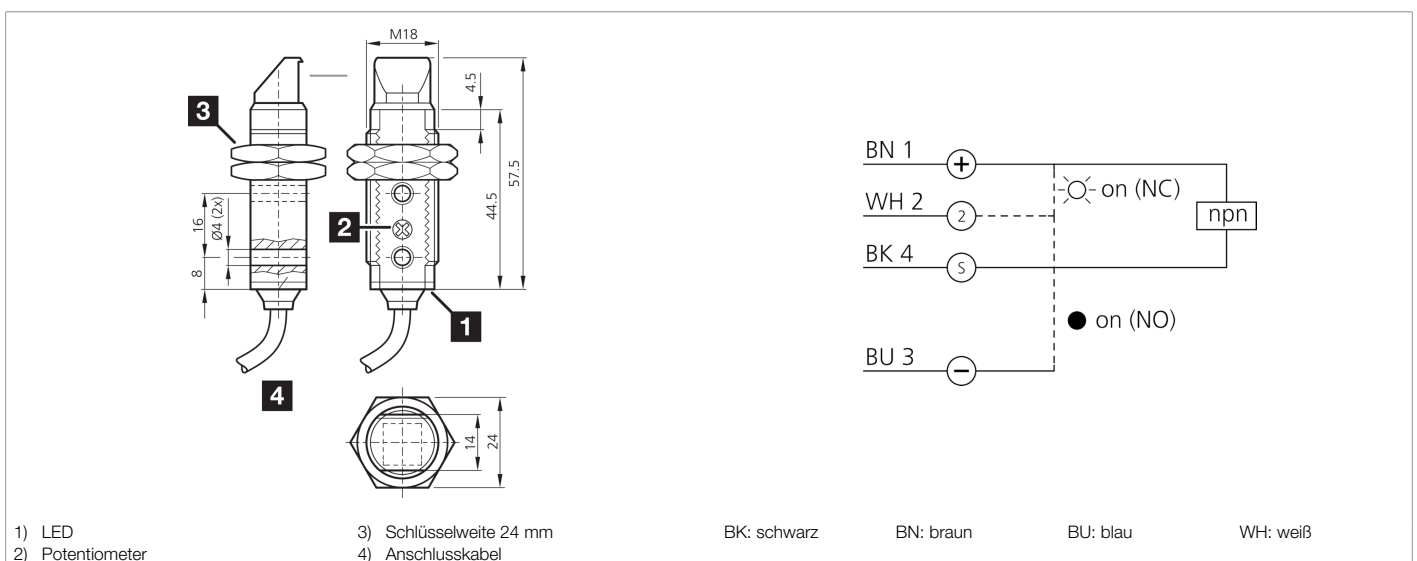 M18
4.5
3
57.5
44.5
16
Ø4 (2x)
2
8
1
4
14
24
BN 1
+
on (NC)
WH 2
2
npn
BK 4
S
on (NO)
BU 3
−
1) LED
2) Potentiometer
3) Schlüsselweite 24 mm
4) Anschlusskabel
BK: schwarz
BN: braun
BU: blau
WH: weiß